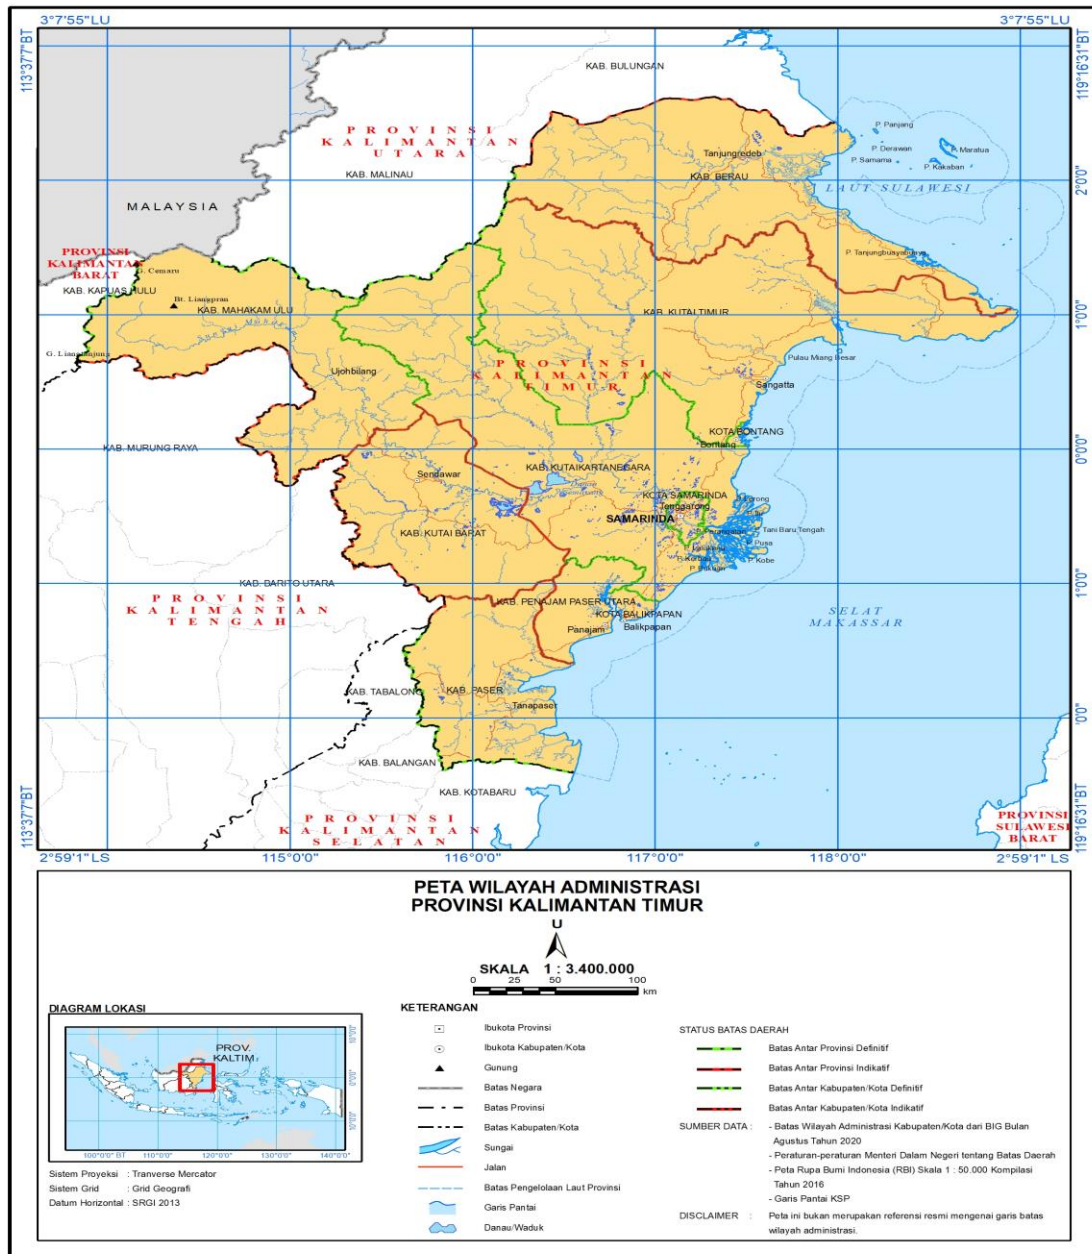 3°7'55"LU
3°7'55"LU
113°37'7"BT
119°16'31"BT
KAB. BULUNGAN
PROVINSI
KALIMANTAN
UTARA
KAB. MALINAU
P. Panjang
P. Derawan
P. Maratua
P. Samama
P. Kakaban
Tanjungredeb
KAB. BERAU
LAUT SULAWESI
2°0'0"
MALAYSIA
PROVINSI
KALIMANTAN
BARAT
G. Cemaru
KAB. KAPUAS HULU
Bt. Liangpran
KAB. MAHAKAM ULU
KAB. KUTAI TIMUR
1°0'0"
Ujohbilang
PROVINSI
KALIMANTAN
TIMUR
Pulau Miang Besar
Sangatta
KOTA BONTANG
Bontang
KAB. MURUNG RAYA
0°0'0"
Sendawar
KAB. KUTAIKARTANEGARA
KOTA SAMARINDA
Tenggarong
SAMARINDA
KAB. KUTAI BARAT
P. Tani Baru Tengah
P. Pusa
P. Kobe
KAB. BARITO UTARA
1°0'0"
PROVINSI
KALIMANTAN
TENGAH
KAB. PENAJAM PASER UTARA
KOTA BALIKPAPAN
Panajam
Balikpapan
SELAT
MAKASSAR
KAB. TABALONG
KAB. PASER
Tanapaser
KAB. BALANGAN
KAB. KOTABARU
PROVINSI
KALIMANTAN
SELATAN
PROVINSI
SULAWESI
BARAT
113°37'7"BT
119°16'31"BT
2°59'1" LS
115°0'0"
116°0'0"
117°0'0"
118°0'0"
2°59'1" LS
PETA WILAYAH ADMINISTRASI
PROVINSI KALIMANTAN TIMUR
U
SKALA 1 : 3.400.000
0 25 50 100
km
DIAGRAM LOKASI
PROV.
KALTIM
100°0'0" BT 110°0'0" 120°0'0" 130°0'0" 140°0'0"
Sistem Proyeksi : Tranverse Mercator
Sistem Grid : Grid Geografi
Datum Horizontal : SRGI 2013
KETERANGAN
Ibukota Provinsi
Ibukota Kabupaten/Kota
Gunung
Batas Negara
Batas Provinsi
Batas Kabupaten/Kota
Sungai
Jalan
Batas Pengelolaan Laut Provinsi
Garis Pantai
Danau/Waduk
STATUS BATAS DAERAH
Batas Antar Provinsi Definitif
Batas Antar Provinsi Indikatif
Batas Antar Kabupaten/Kota Definitif
Batas Antar Kabupaten/Kota Indikatif
SUMBER DATA : - Batas Wilayah Administrasi Kabupaten/Kota dari BIG Bulan
Agustus Tahun 2020
- Peraturan-peraturan Menteri Dalam Negeri tentang Batas Daerah
- Peta Rupa Bumi Indonesia (RBI) Skala 1 : 50.000 Kompilasi
Tahun 2016
- Garis Pantai KSP
DISCLAIMER : Peta ini bukan merupakan referensi resmi mengenai garis batas
wilayah administrasi.